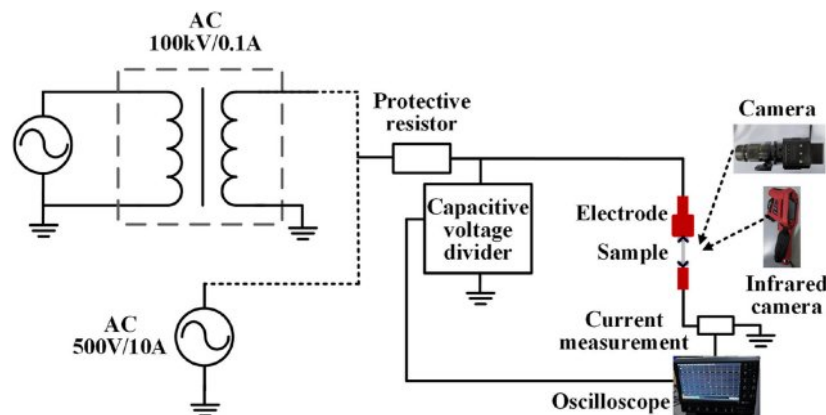 AC
100kV/0.1A
Protective
resistor
Camera
Capacitive
voltage
divider
Electrode
Sample
Infrared
camera
AC
500V/10A
Current
measurement
Oscilloscope